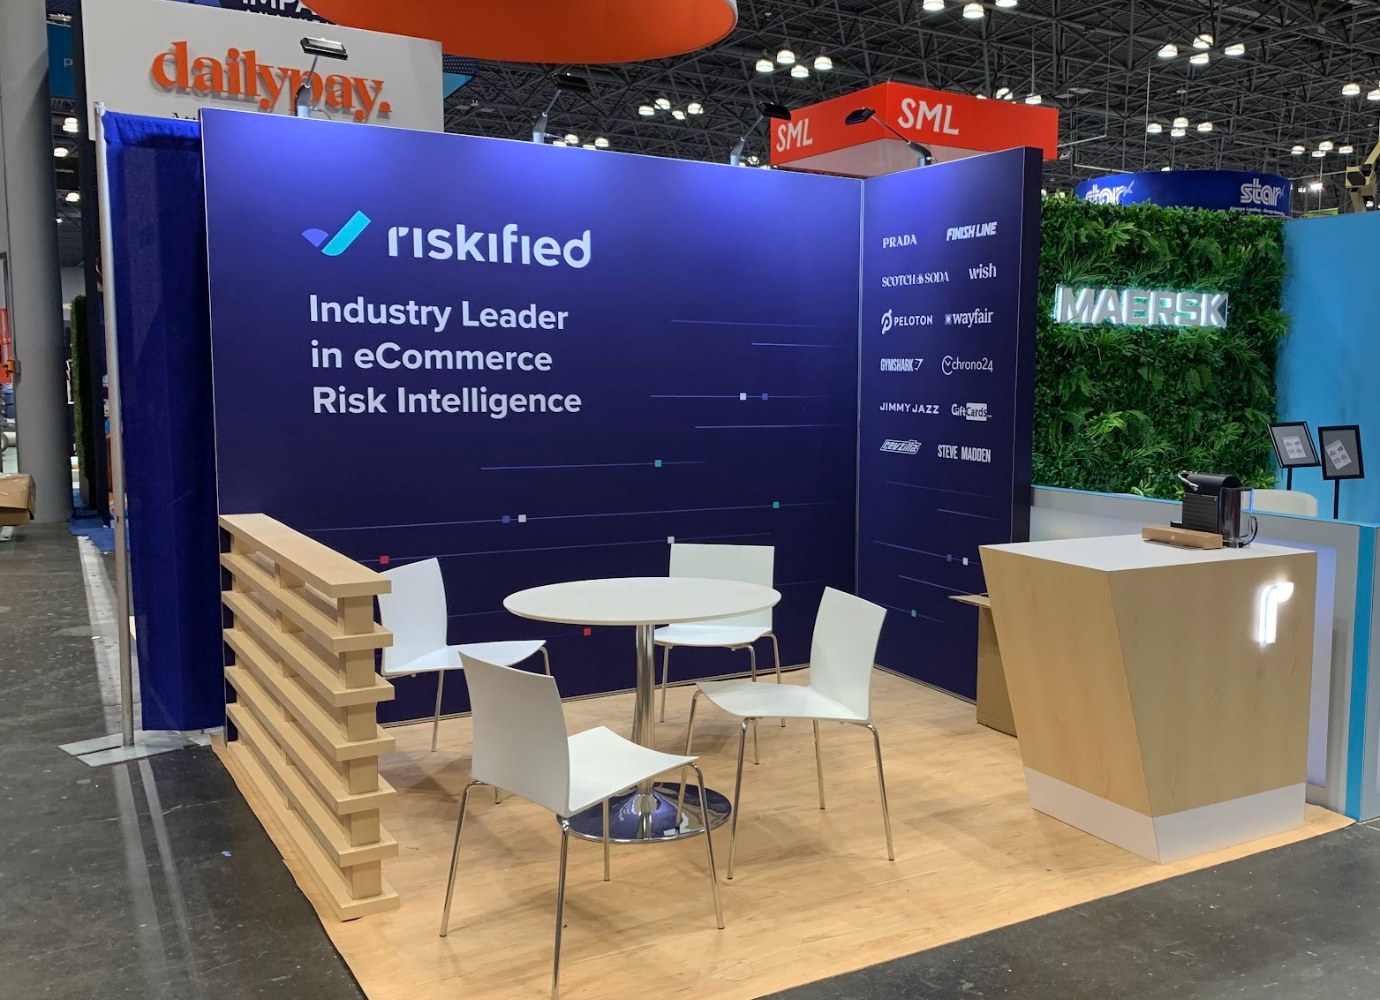 dailypay.
SML
SML
star
star
riskified
Industry Leader
in eCommerce
Risk Intelligence
PRADA
FINISH LINE
SCOTCH & SODA
wish
PELOTON
wayfair
GYMSHARK
Chrono24
JIMMY JAZZ
GiftCards
revzilla
STEVE MADDEN
MAERSK
r